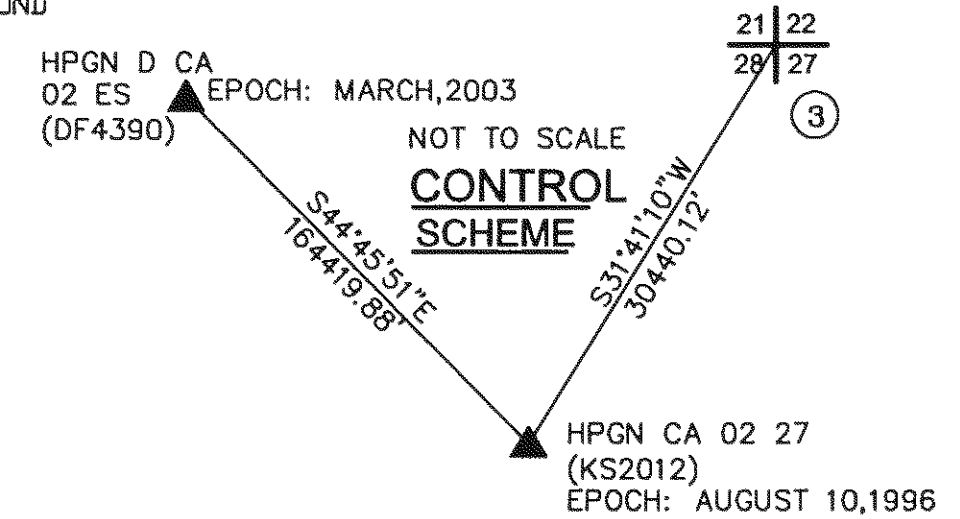 HPGN D CA
02 ES
(DF4390)
EPOCH: MARCH,2003
NOT TO SCALE
CONTROL
SCHEME
21 22
28 27
3
S44°45'51"E
164419.88'
S31°41'10"W
30440.12'
HPGN CA 02 27
(KS2012)
EPOCH: AUGUST 10,1996